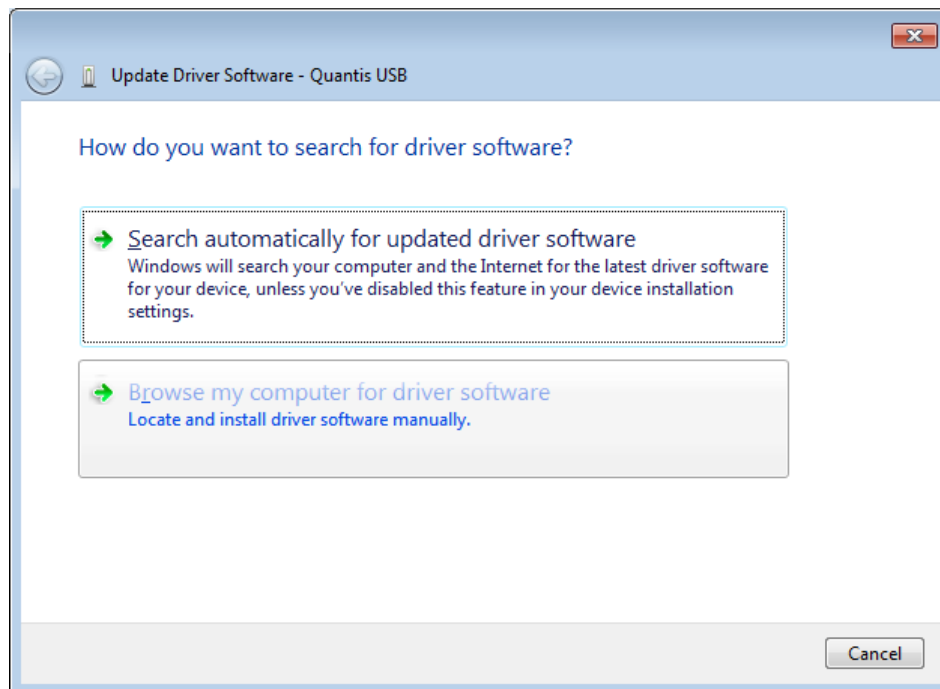 Update Driver Software - Quantis USB
How do you want to search for driver software?
Search automatically for updated driver software
Windows will search your computer and the Internet for the latest driver software
for your device, unless you've disabled this feature in your device installation
settings.
Browse my computer for driver software
Locate and install driver software manually.
Cancel